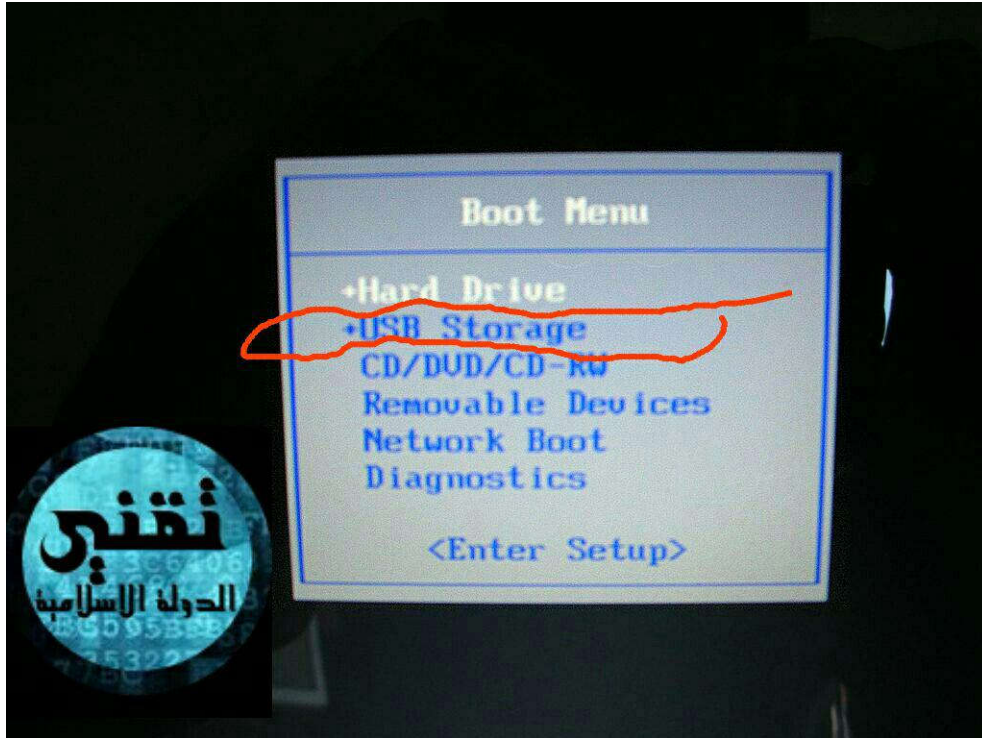 Boot Menu
+Hard Drive
+USB Storage
CD/DVD/CD-RW
Removable Devices
Network Boot
Diagnostics
<Enter Setup>
تقني
الدولة الاسلامية